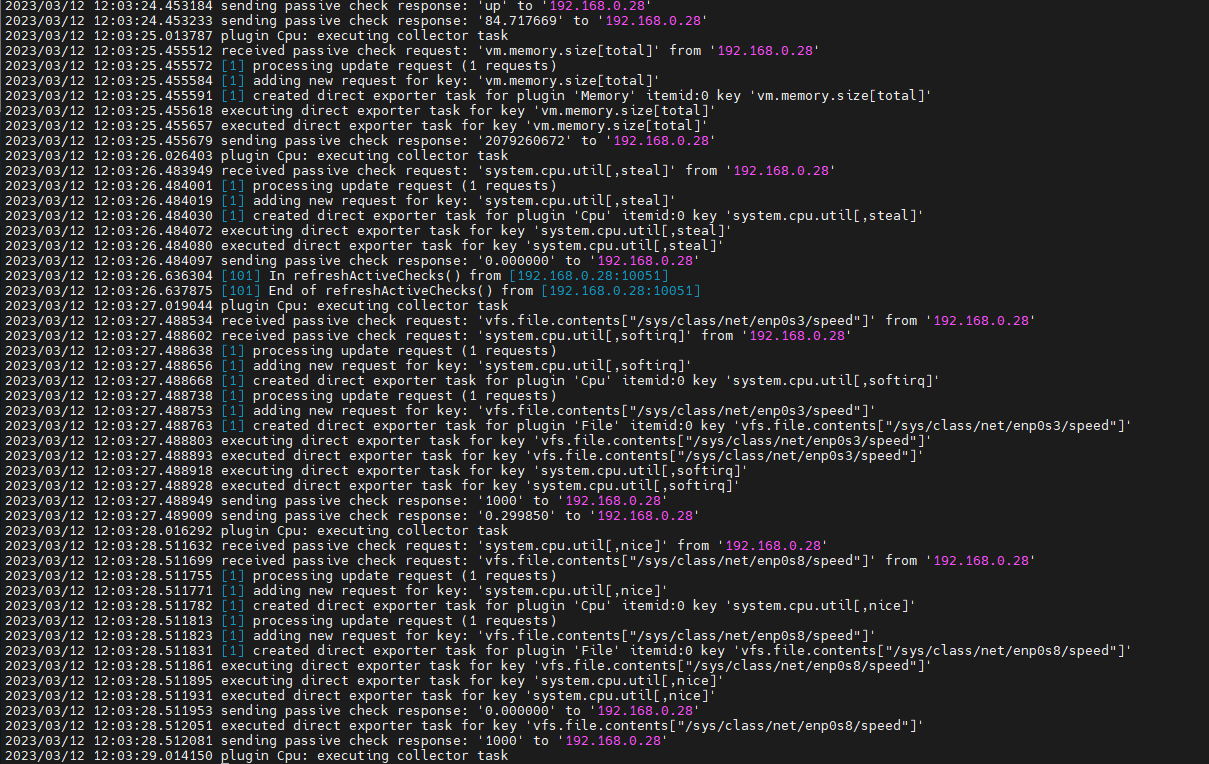 2023/03/12 12:03:24.453184 sending passive check response: 'up' to '192.168.0.28'
2023/03/12 12:03:24.453233 sending passive check response: '84.717669' to '192.168.0.28'
2023/03/12 12:03:25.013787 plugin Cpu: executing collector task
2023/03/12 12:03:25.455512 received passive check request: 'vm.memory.size[total]' from '192.168.0.28'
2023/03/12 12:03:25.455572 [1] processing update request (1 requests)
2023/03/12 12:03:25.455584 [1] adding new request for key: 'vm.memory.size[total]'
2023/03/12 12:03:25.455591 [1] created direct exporter task for plugin 'Memory' itemid:0 key 'vm.memory.size[total]'
2023/03/12 12:03:25.455618 executing direct exporter task for key 'vm.memory.size[total]'
2023/03/12 12:03:25.455657 executed direct exporter task for key 'vm.memory.size[total]'
2023/03/12 12:03:25.455679 sending passive check response: '2079260672' to '192.168.0.28'
2023/03/12 12:03:26.026403 plugin Cpu: executing collector task
2023/03/12 12:03:26.483949 received passive check request: 'system.cpu.util[,steal]' from '192.168.0.28'
2023/03/12 12:03:26.484001 [1] processing update request (1 requests)
2023/03/12 12:03:26.484019 [1] adding new request for key: 'system.cpu.util[,steal]'
2023/03/12 12:03:26.484030 [1] created direct exporter task for plugin 'Cpu' itemid:0 key 'system.cpu.util[,steal]'
2023/03/12 12:03:26.484072 executing direct exporter task for key 'system.cpu.util[,steal]'
2023/03/12 12:03:26.484080 executed direct exporter task for key 'system.cpu.util[,steal]'
2023/03/12 12:03:26.484097 sending passive check response: '0.000000' to '192.168.0.28'
2023/03/12 12:03:26.636304 [101] In refreshActiveChecks() from [192.168.0.28:10051]
2023/03/12 12:03:26.637875 [101] End of refreshActiveChecks() from [192.168.0.28:10051]
2023/03/12 12:03:27.019044 plugin Cpu: executing collector task
2023/03/12 12:03:27.488534 received passive check request: 'vfs.file.contents["/sys/class/net/enp0s3/speed"]' from '192.168.0.28'
2023/03/12 12:03:27.488602 received passive check request: 'system.cpu.util[,softirq]' from '192.168.0.28'
2023/03/12 12:03:27.488638 [1] processing update request (1 requests)
2023/03/12 12:03:27.488656 [1] adding new request for key: 'system.cpu.util[,softirq]'
2023/03/12 12:03:27.488668 [1] created direct exporter task for plugin 'Cpu' itemid:0 key 'system.cpu.util[,softirq]'
2023/03/12 12:03:27.488738 [1] processing update request (1 requests)
2023/03/12 12:03:27.488753 [1] adding new request for key: 'vfs.file.contents["/sys/class/net/enp0s3/speed"]'
2023/03/12 12:03:27.488763 [1] created direct exporter task for plugin 'File' itemid:0 key 'vfs.file.contents["/sys/class/net/enp0s3/speed"]'
2023/03/12 12:03:27.488803 executing direct exporter task for key 'vfs.file.contents["/sys/class/net/enp0s3/speed"]'
2023/03/12 12:03:27.488893 executed direct exporter task for key 'vfs.file.contents["/sys/class/net/enp0s3/speed"]'
2023/03/12 12:03:27.488918 executing direct exporter task for key 'system.cpu.util[,softirq]'
2023/03/12 12:03:27.488928 executed direct exporter task for key 'system.cpu.util[,softirq]'
2023/03/12 12:03:27.488949 sending passive check response: '1000' to '192.168.0.28'
2023/03/12 12:03:27.489009 sending passive check response: '0.299850' to '192.168.0.28'
2023/03/12 12:03:28.016292 plugin Cpu: executing collector task
2023/03/12 12:03:28.511632 received passive check request: 'system.cpu.util[,nice]' from '192.168.0.28'
2023/03/12 12:03:28.511699 received passive check request: 'vfs.file.contents["/sys/class/net/enp0s8/speed"]' from '192.168.0.28'
2023/03/12 12:03:28.511755 [1] processing update request (1 requests)
2023/03/12 12:03:28.511771 [1] adding new request for key: 'system.cpu.util[,nice]'
2023/03/12 12:03:28.511782 [1] created direct exporter task for plugin 'Cpu' itemid:0 key 'system.cpu.util[,nice]'
2023/03/12 12:03:28.511813 [1] processing update request (1 requests)
2023/03/12 12:03:28.511823 [1] adding new request for key: 'vfs.file.contents["/sys/class/net/enp0s8/speed"]'
2023/03/12 12:03:28.511831 [1] created direct exporter task for plugin 'File' itemid:0 key 'vfs.file.contents["/sys/class/net/enp0s8/speed"]'
2023/03/12 12:03:28.511861 executing direct exporter task for key 'vfs.file.contents["/sys/class/net/enp0s8/speed"]'
2023/03/12 12:03:28.511895 executing direct exporter task for key 'system.cpu.util[,nice]'
2023/03/12 12:03:28.511931 executed direct exporter task for key 'system.cpu.util[,nice]'
2023/03/12 12:03:28.511953 sending passive check response: '0.000000' to '192.168.0.28'
2023/03/12 12:03:28.512051 executed direct exporter task for key 'vfs.file.contents["/sys/class/net/enp0s8/speed"]'
2023/03/12 12:03:28.512081 sending passive check response: '1000' to '192.168.0.28'
2023/03/12 12:03:29.014150 plugin Cpu: executing collector task